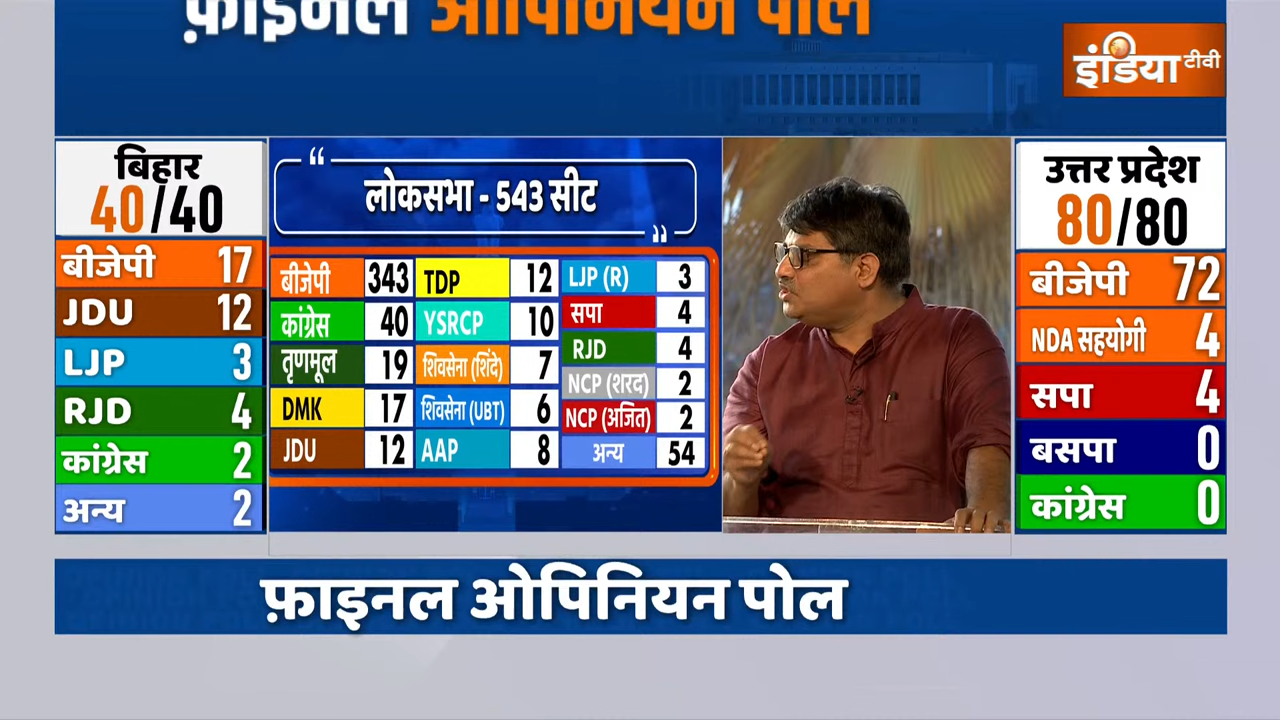 फ़ाइनल ओपिनियन पोल
इंडिया टीवी
बिहार
40/40
बीजेपी 17
JDU 12
LJP 3
RJD 4
कांग्रेस 2
अन्य 2
“
लोकसभा - 543 सीट
”
बीजेपी 343 TDP 12 LJP (R) 3
कांग्रेस 40 YSRCP 10 सपा 4
तृणमूल 19 शिवसेना (शिंदे) 7 RJD 4
DMK 17 शिवसेना (UBT) 6 NCP (शरद) 2
JDU 12 AAP 8 NCP (अजित) 2
अन्य 54
उत्तर प्रदेश
80/80
बीजेपी 72
NDA सहयोगी 4
सपा 4
बसपा 0
कांग्रेस 0
फ़ाइनल ओपिनियन पोल